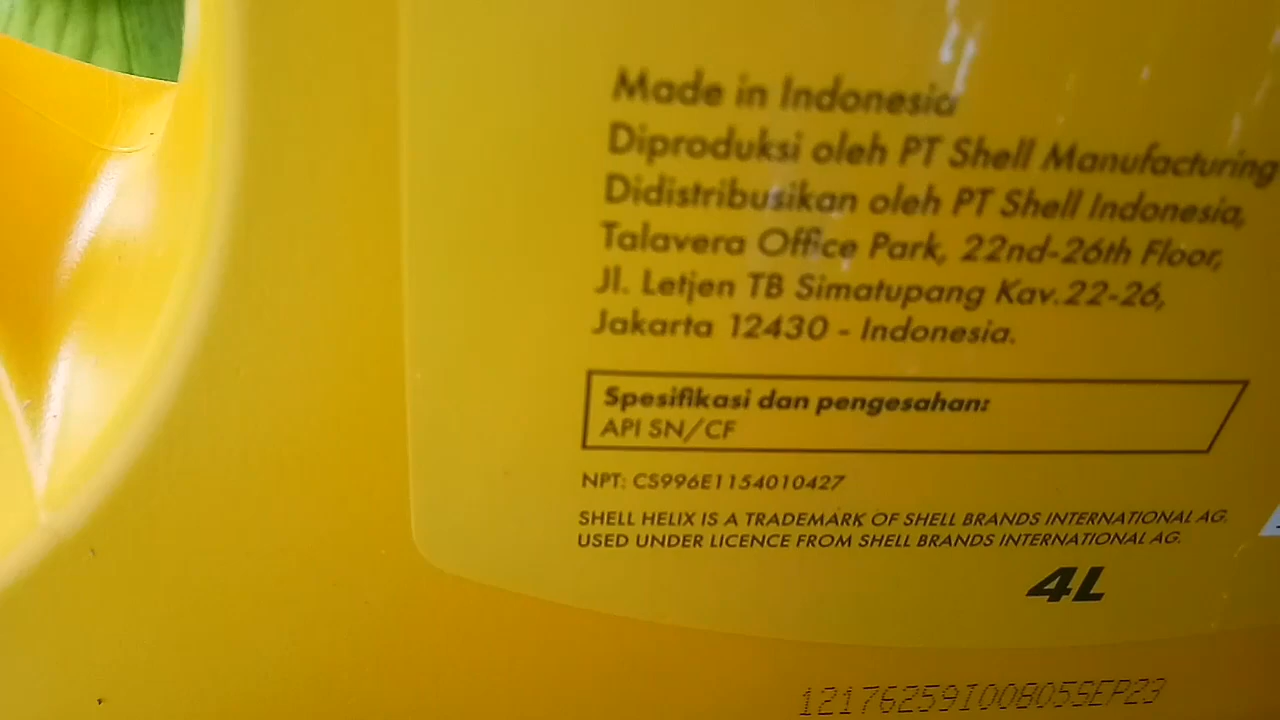 Made in Indonesia
Diproduksi oleh PT Shell Manufacturing
Didistribusikan oleh PT Shell Indonesia,
Talavera Office Park, 22nd-26th Floor,
Jl. Letjen TB Simatupang Kav.22-26,
Jakarta 12430 - Indonesia.
Spesifikasi dan pengesahan:
API SN/CF
NPT: CS996E1154010427
SHELL HELIX IS A TRADEMARK OF SHELL BRANDS INTERNATIONAL AG.
USED UNDER LICENCE FROM SHELL BRANDS INTERNATIONAL AG.
4L
12176259I00805SEP23